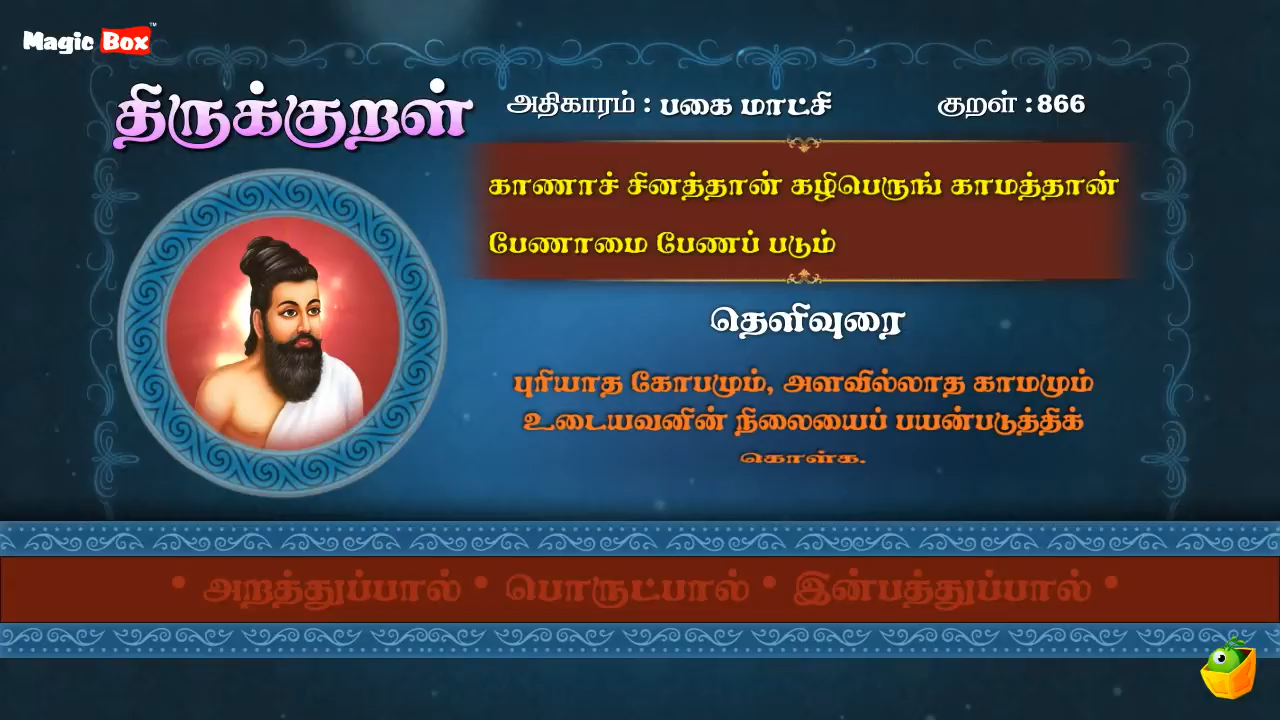 Magic Box™
திருக்குறள்
அதிகாரம் : பகை மாட்சி
குறள் : 866
காணாச் சினத்தான் கழிபெருங் காமத்தான்
பேணாமை பேணப் படும்
தெளிவுரை
புரியாத கோபமும், அளவில்லாத காமமும்
உடையவனின் நிலையைப் பயன்படுத்திக்
கொள்க.
• அறத்துப்பால் • பொருட்பால் • இன்பத்துப்பால் •